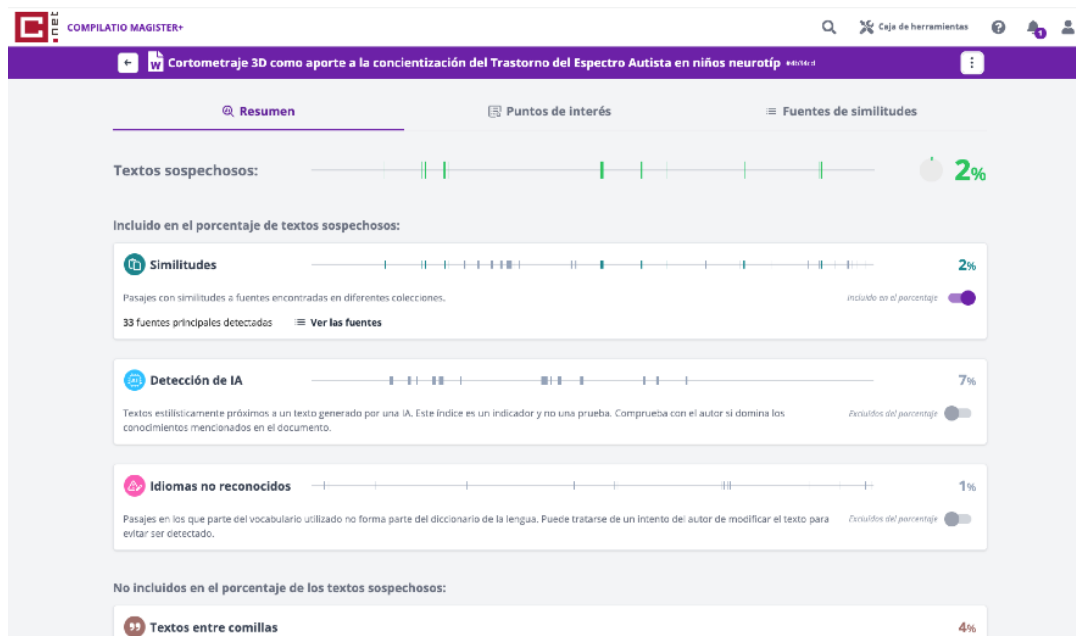 C .net COMPILATIO MAGISTER+ Caja de herramientas 1
W Cortometraje 3D como aporte a la concientización del Trastorno del Espectro Autista en niños neurotíp
Resumen Puntos de interés Fuentes de similitudes
Textos sospechosos: 2%
Incluido en el porcentaje de textos sospechosos:
Similitudes 2%
Pasajes con similitudes a fuentes encontradas en diferentes colecciones. Incluido en el porcentaje
33 fuentes principales detectadas Ver las fuentes
Detección de IA 7%
Textos estilísticamente próximos a un texto generado por una IA. Este índice es un indicador y no una prueba. Comprueba con el autor si domina los Excluidos del porcentaje
conocimientos mencionados en el documento.
Idiomas no reconocidos 1%
Pasajes en los que parte del vocabulario utilizado no forma parte del diccionario de la lengua. Puede tratarse de un intento del autor de modificar el texto para Excluidos del porcentaje
evitar ser detectado.
No incluidos en el porcentaje de los textos sospechosos:
Textos entre comillas 4%